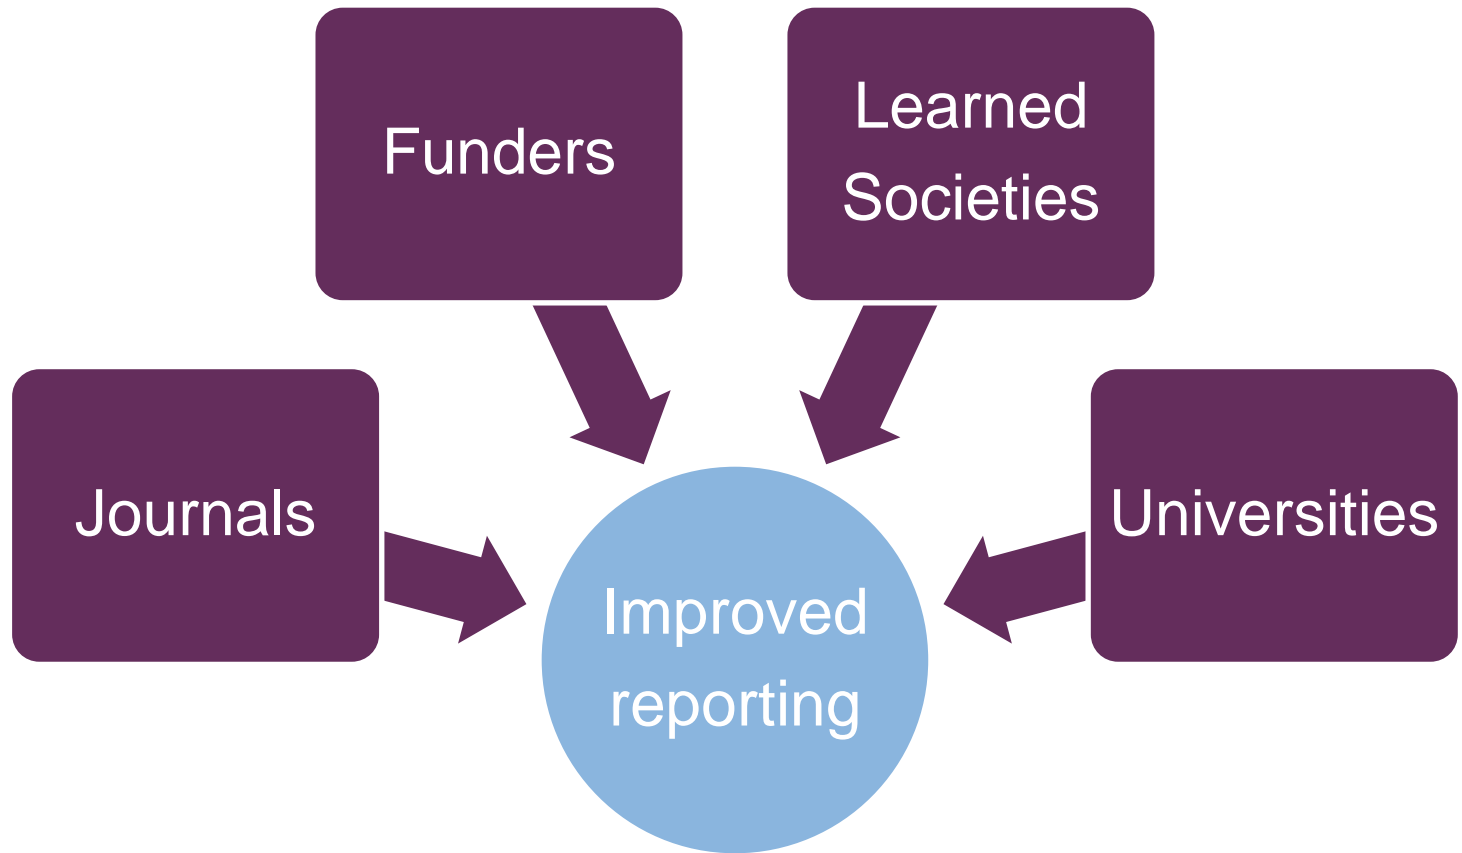 Funders
Learned
Societies
Journals
Universities
Improved
reporting